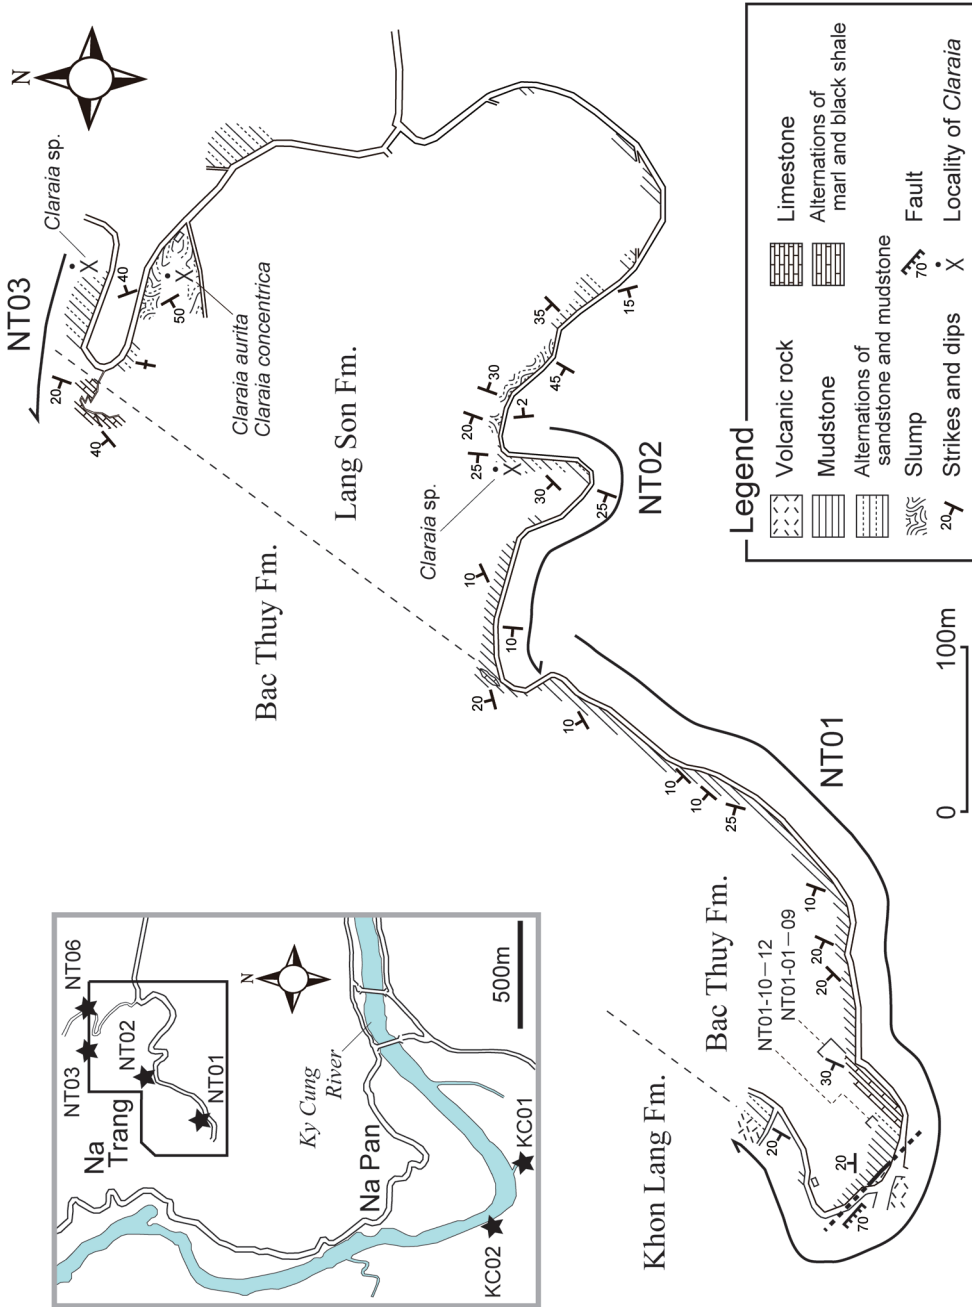 N
NT03
Claraia sp.
20
40
40
50
Claraia aurita
Claraia concentrica
Lang Son Fm.
Bac Thuy Fm.
35
15
30
45
20
2
25
Claraia sp.
30
25
NT02
10
10
20
10
10
10
25
NT01
10
20
20
Bac Thuy Fm.
NT01-10－12
NT01-01－09
30
Khon Lang Fm.
20
20
70
0
100m
Legend
Volcanic rock
Mudstone
Alternations of
sandstone and mudstone
Slump
20
Strikes and dips
Limestone
Alternations of
marl and black shale
70
Fault
Locality of Claraia
NT03
NT06
Na
Trang
NT02
NT01
N
Ky Cung
River
Na Pan
KC01
KC02
500m